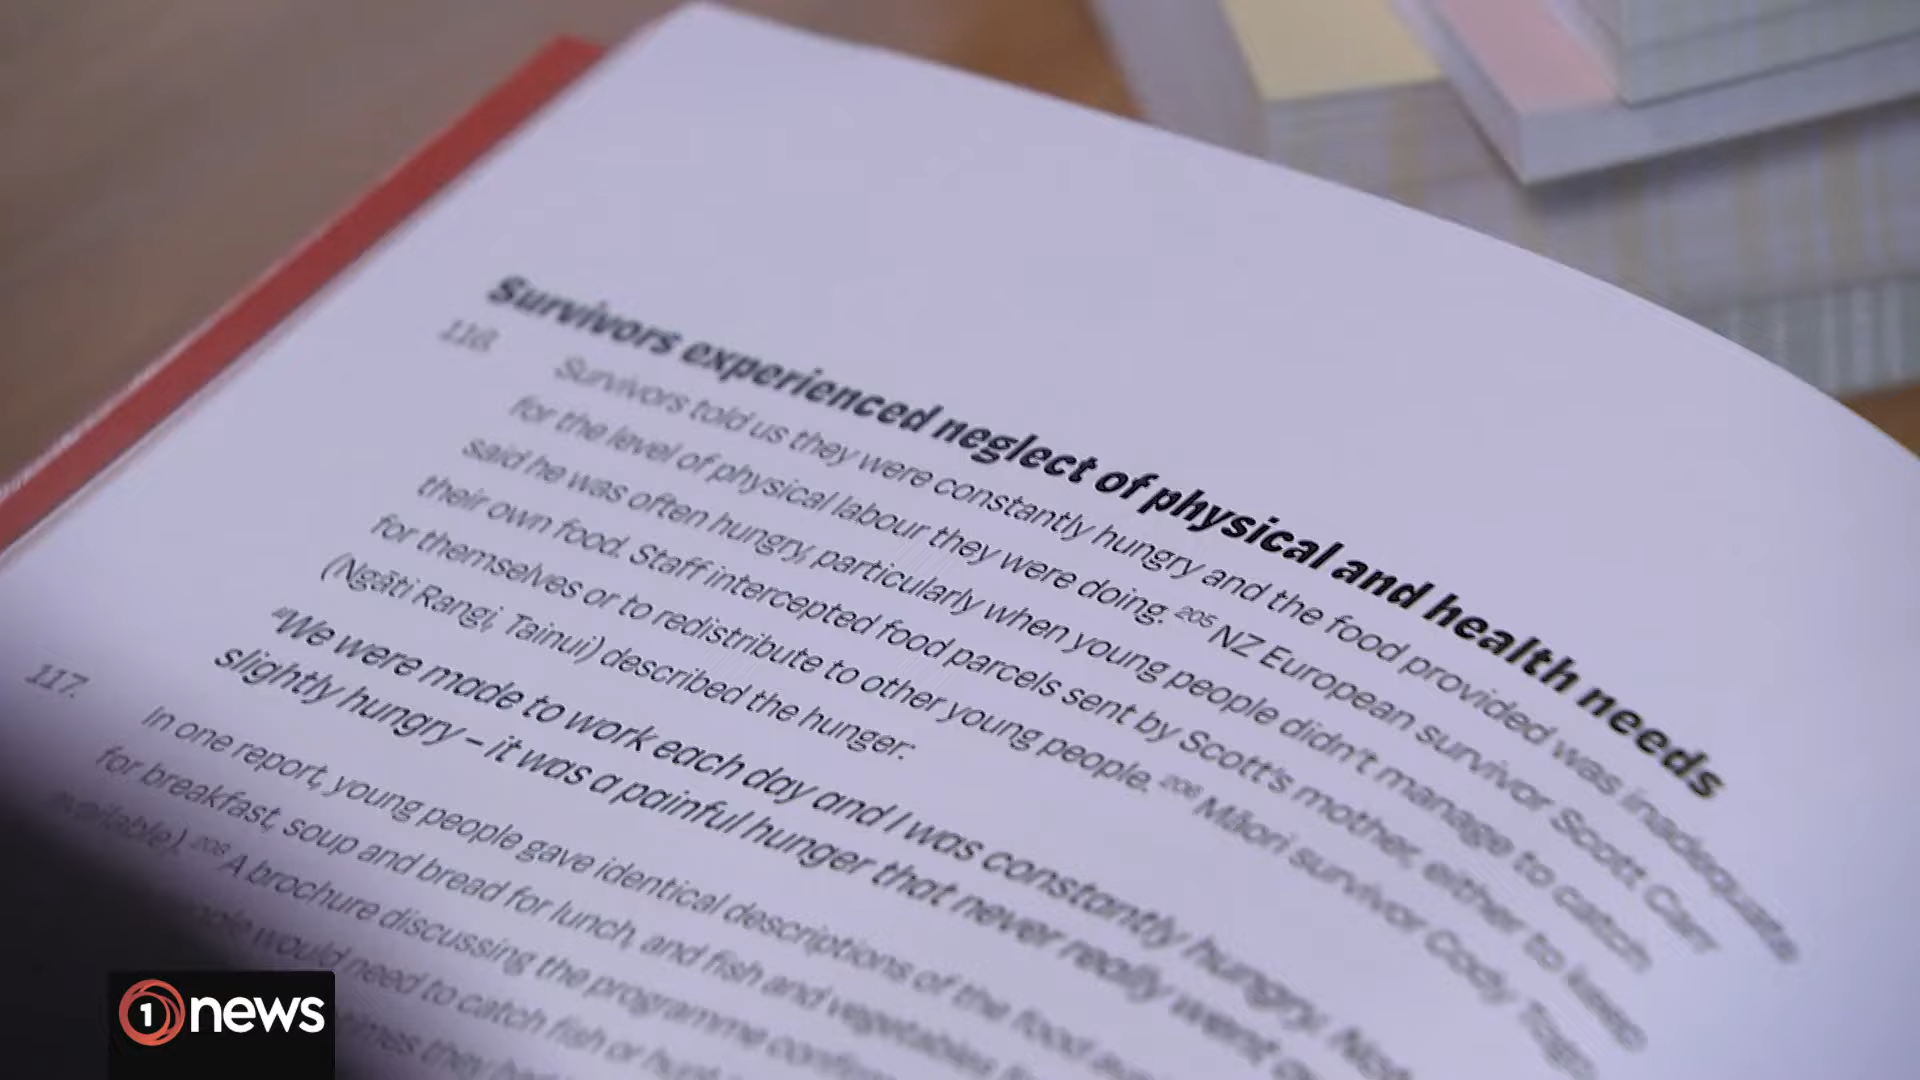 Survivors experienced neglect of physical and health needs
116. Survivors told us they were constantly hungry and the food provided was inadequate
for the level of physical labour they were doing. 205 NZ European survivor Scott Carr
said he was often hungry, particularly when young people didn't manage to catch
their own food. Staff intercepted food parcels sent by Scott's mother, either to keep
for themselves or to redistribute to other young people. 206 Māori survivor Cody
(Ngāti Rangi, Tainui) described the hunger:
"We were made to work each day and I was constantly hungry. Not
slightly hungry – it was a painful hunger that never really went
117. In one report, young people gave identical descriptions of the food
for breakfast, soup and bread for lunch, and fish and vegetables
available). 208 A brochure discussing the programme
would need to catch fish or hunt
times they had
1 news